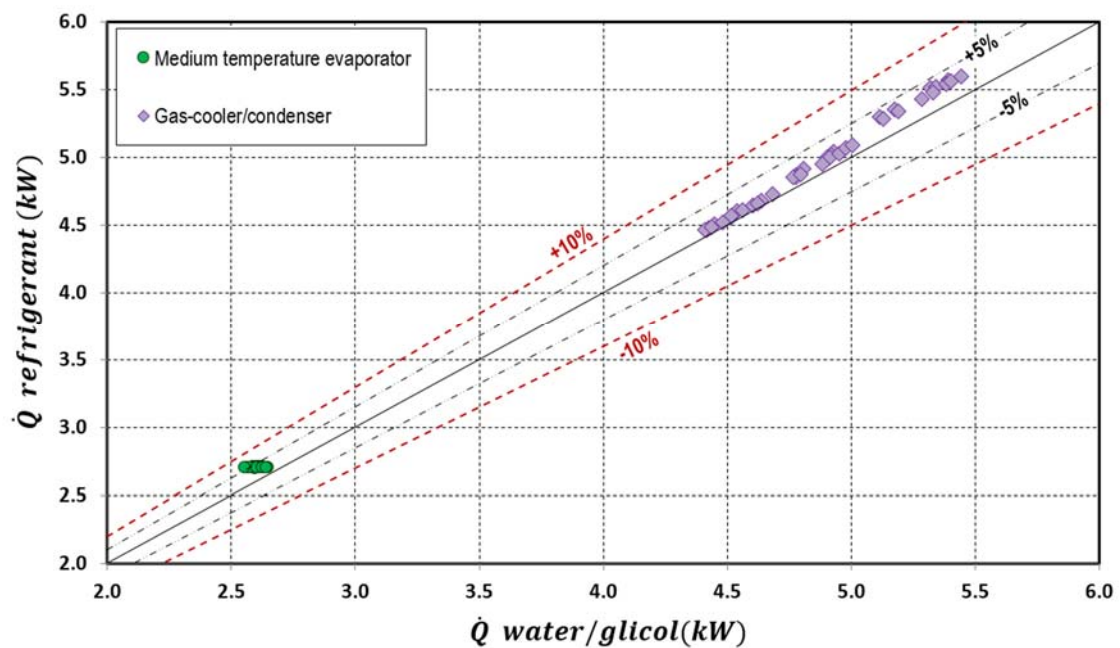 6.0
5.5
5.0
4.5
4.0
3.5
3.0
2.5
2.0
Q̇ refrigerant (kW)
Medium temperature evaporator
Gas-cooler/condenser
+5%
-5%
+10%
-10%
2.0 2.5 3.0 3.5 4.0 4.5 5.0 5.5 6.0
Q̇ water/glicol(kW)